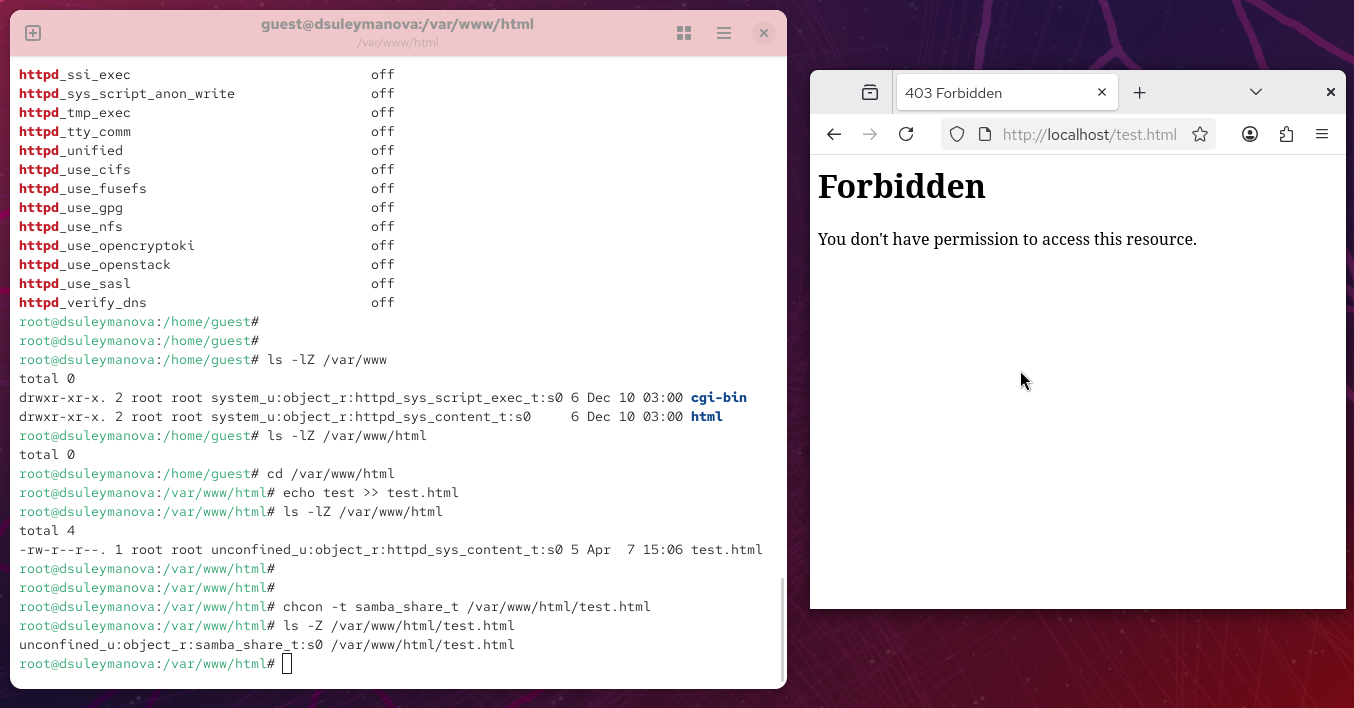 guest@dsuleymanova:/var/www/html
/var/www/html
httpd_ssi_exec                              off
httpd_sys_script_anon_write                 off
httpd_tmp_exec                              off
httpd_tty_comm                              off
httpd_unified                               off
httpd_use_cifs                              off
httpd_use_fusefs                            off
httpd_use_gpg                               off
httpd_use_nfs                               off
httpd_use_opencryptoki                      off
httpd_use_openstack                         off
httpd_use_sasl                              off
httpd_verify_dns                            off
root@dsuleymanova:/home/guest#
root@dsuleymanova:/home/guest#
root@dsuleymanova:/home/guest# ls -lZ /var/www
total 0
drwxr-xr-x. 2 root root system_u:object_r:httpd_sys_script_exec_t:s0 6 Dec 10 03:00 cgi-bin
drwxr-xr-x. 2 root root system_u:object_r:httpd_sys_content_t:s0     6 Dec 10 03:00 html
root@dsuleymanova:/home/guest# ls -lZ /var/www/html
total 0
root@dsuleymanova:/home/guest# cd /var/www/html
root@dsuleymanova:/var/www/html# echo test >> test.html
root@dsuleymanova:/var/www/html# ls -lZ /var/www/html
total 4
-rw-r--r--. 1 root root unconfined_u:object_r:httpd_sys_content_t:s0 5 Apr  7 15:06 test.html
root@dsuleymanova:/var/www/html#
root@dsuleymanova:/var/www/html#
root@dsuleymanova:/var/www/html# chcon -t samba_share_t /var/www/html/test.html
root@dsuleymanova:/var/www/html# ls -Z /var/www/html/test.html
unconfined_u:object_r:samba_share_t:s0 /var/www/html/test.html
root@dsuleymanova:/var/www/html#
403 Forbidden
http://localhost/test.html
Forbidden
You don't have permission to access this resource.